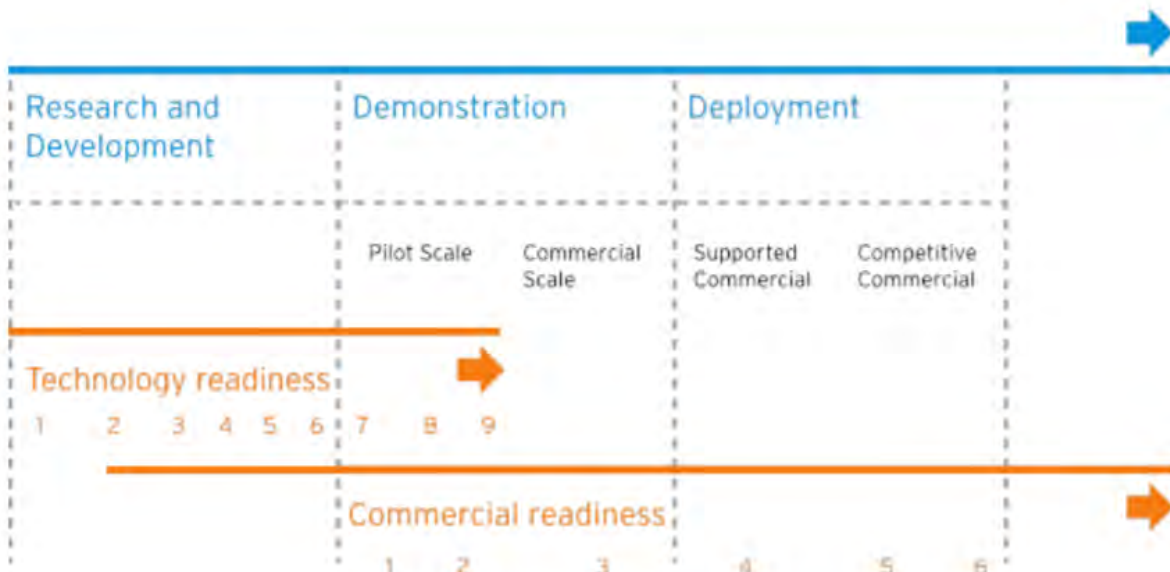 Research and
Development
Demonstration
Deployment
Pilot Scale
Commercial
Scale
Supported
Commercial
Competitive
Commercial
Technology readiness
1 2 3 4 5 6 7 8 9
Commercial readiness
1 2 3 4 5 6